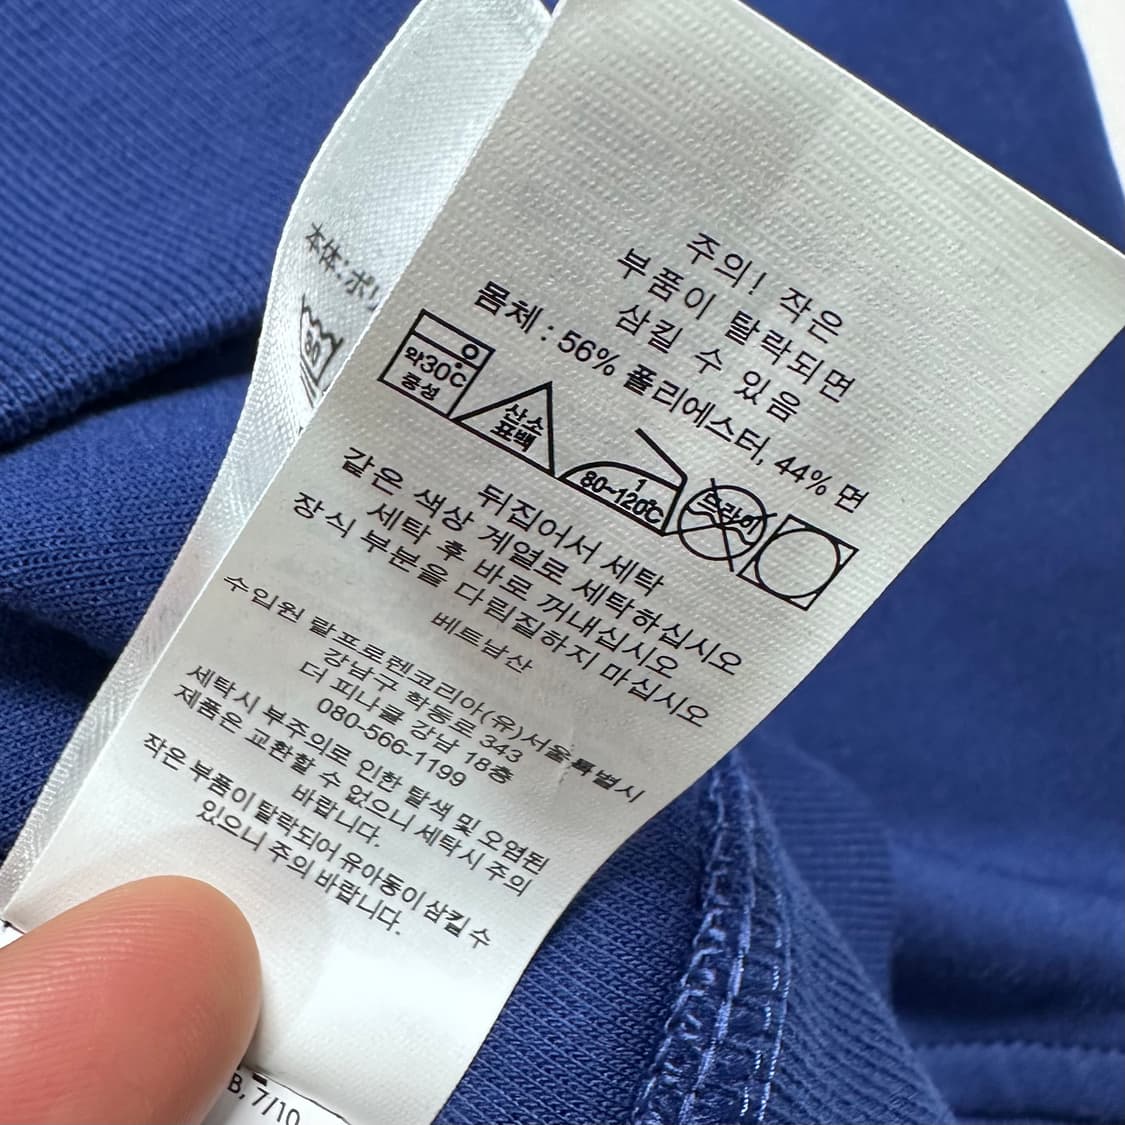 주의! 작은
부품이 탈락되면
삼킬 수 있음
몸체 : 56% 폴리에스터, 44% 면
약30℃
중성
산소
표백
1
80~120℃
드라이
뒤집어서 세탁
같은 색상 계열로 세탁하십시오
세탁 후 바로 꺼내십시오
장식 부분을 다림질하지 마십시오
베트남산
수입원 랄프로렌코리아(유)서울특별시
강남구 학동로 343
더 피나클 강남 18층
080-566-1199
세탁시 부주의로 인한 탈색 및 오염된
제품은 교환할 수 없으니 세탁시 주의
바랍니다.
작은 부품이 탈락되어 유아동이 삼킬 수
있으니 주의 바랍니다.
本体:ポリ
30
B, 7/10